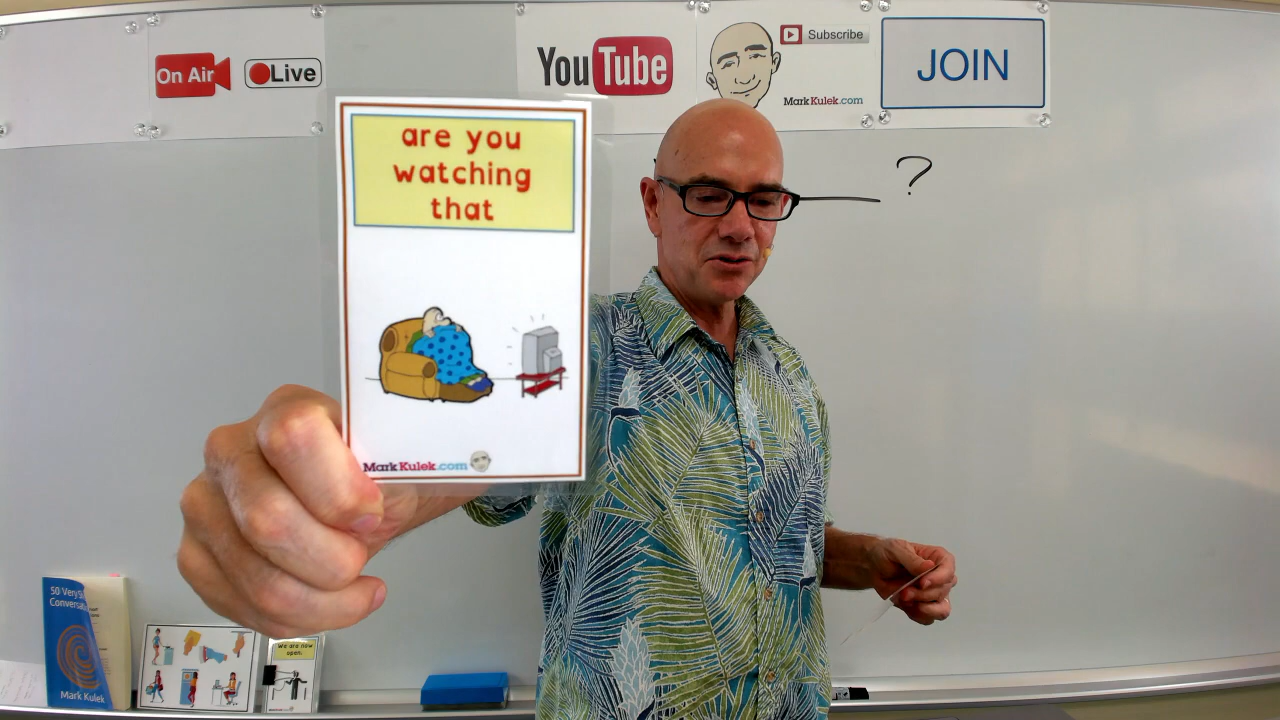 On Air
Live
YouTube
Subscribe
MarkKulek.com
JOIN
?
are you
watching
that
MarkKulek.com
50 Very
Conversa
Mark Kulek
We are now
open.